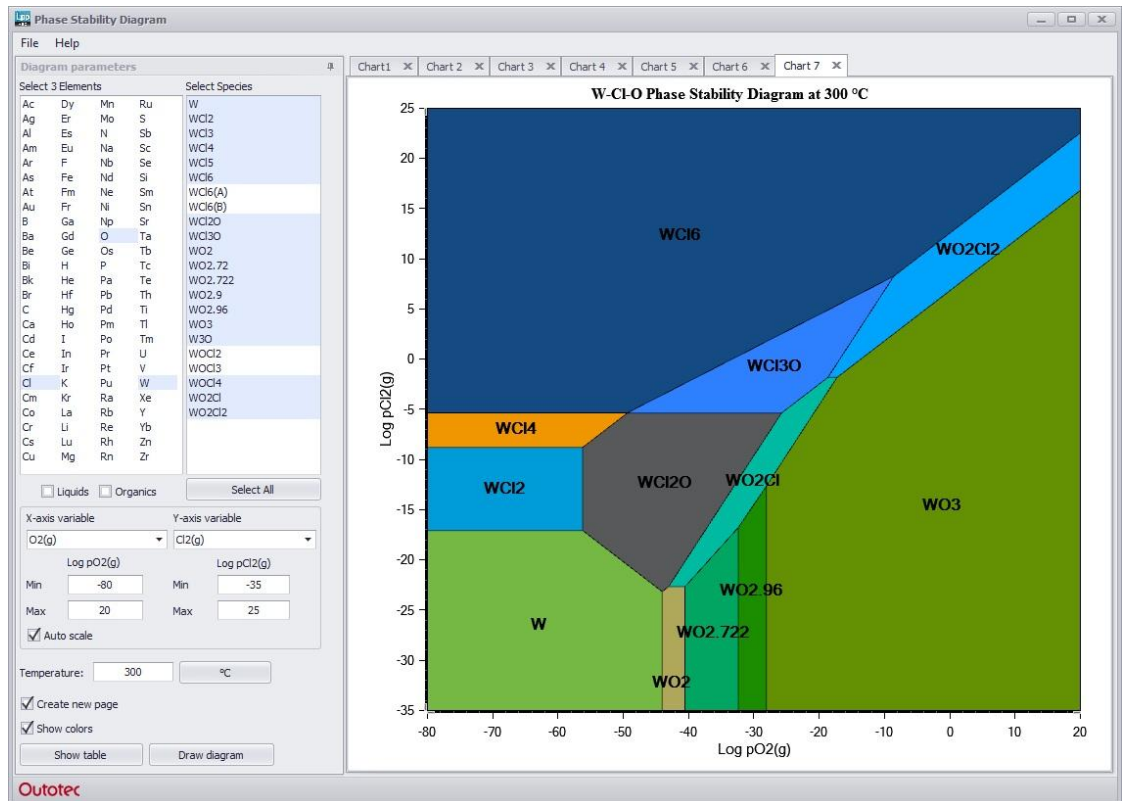 Phase Stability Diagram
File Help
Diagram parameters
Chart1 Chart 2 Chart 3 Chart 4 Chart 5 Chart 6 Chart 7
Select 3 Elements
Ac Dy Mn Ru
Ag Er Mo S
Al Es N Sb
Am Eu Na Sc
Ar F Nb Se
As Fe Nd Si
At Fm Ne Sm
Au Fr Ni Sn
B Ga Np Sr
Ba Gd O Ta
Be Ge Os Tb
Bi H P Tc
Bk He Pa Te
Br Hf Pb Th
C Hg Pd Ti
Ca Ho Pm Tl
Cd I Po Tm
Ce In Pr U
Cf Ir Pt V
Cl K Pu W
Cm Kr Ra Xe
Co La Rb Y
Cr Li Re Yb
Cs Lu Rh Zn
Cu Mg Rn Zr
Select Species
W
WCl2
WCl3
WCl4
WCl5
WCl6
WCl6(A)
WCl6(B)
WCl2O
WCl3O
WO2
WO2.72
WO2.722
WO2.9
WO2.96
WO3
W3O
WOCl2
WOCl3
WOCl4
WO2Cl
WO2Cl2
Liquids Organics Select All
X-axis variable Y-axis variable
O2(g) Cl2(g)
Log pO2(g) Log pCl2(g)
Min -80 Min -35
Max 20 Max 25
Auto scale
Temperature: 300 °C
Create new page
Show colors
Show table Draw diagram
Outotec
W-Cl-O Phase Stability Diagram at 300 °C
25
20
15
10
5
0
-5
-10
-15
-20
-25
-30
-35
Log pCl2(g)
WCl6
WO2Cl2
WCl3O
WCl4
WCl2
WCl2O
WO2Cl
WO3
WO2.96
W
WO2.722
WO2
-80 -70 -60 -50 -40 -30 -20 -10 0 10 20
Log pO2(g)